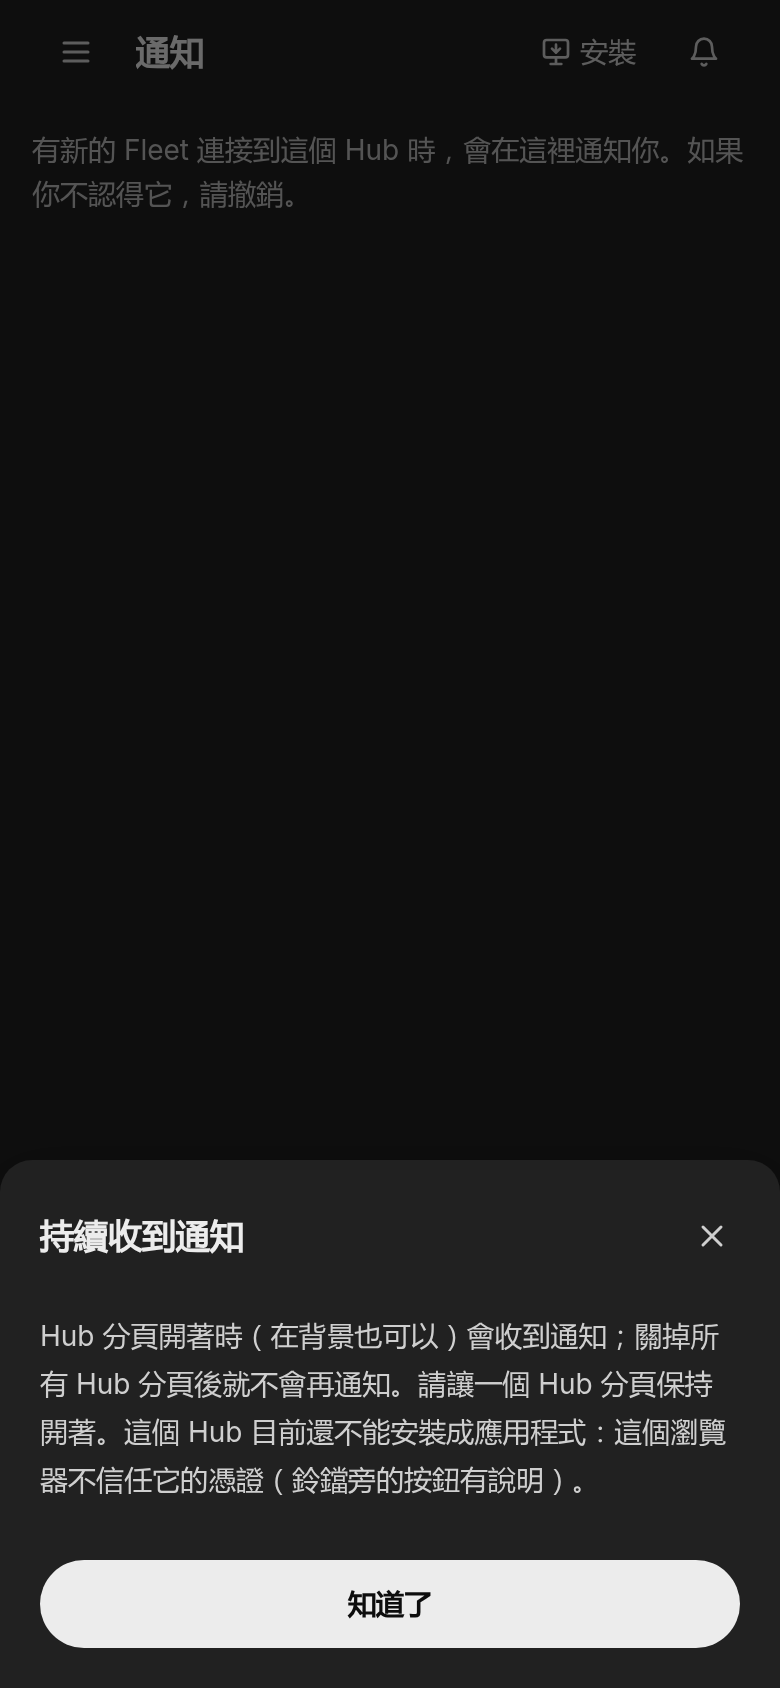 通知
安裝
有新的 Fleet 連接到這個 Hub 時，會在這裡通知你。如果
你不認得它，請撤銷。
持續收到通知
Hub 分頁開著時（在背景也可以）會收到通知；關掉所
有 Hub 分頁後就不會再通知。請讓一個 Hub 分頁保持
開著。這個 Hub 目前還不能安裝成應用程式：這個瀏覽
器不信任它的憑證（鈴鐺旁的按鈕有說明）。
知道了